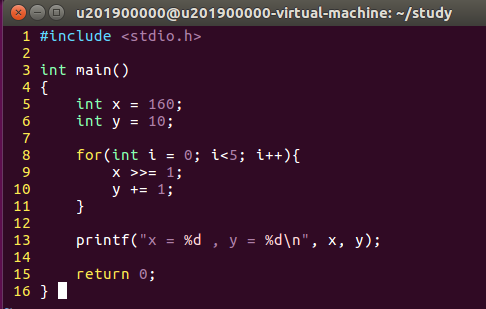 u201900000@u201900000-virtual-machine: ~/study
1 #include <stdio.h>
2
3 int main()
4 {
5     int x = 160;
6     int y = 10;
7
8     for(int i = 0; i<5; i++){
9         x >>= 1;
10         y += 1;
11     }
12
13     printf("x = %d , y = %d\n", x, y);
14
15     return 0;
16 }